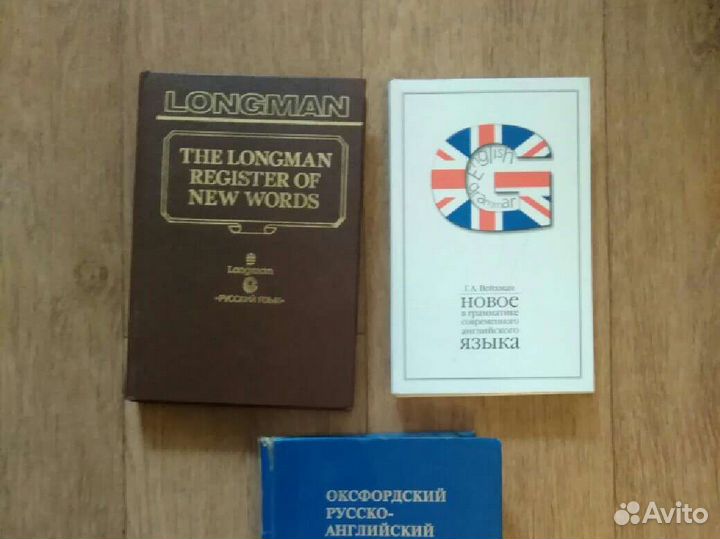 LONGMAN
THE LONGMAN
REGISTER OF
NEW WORDS
Longman
«РУССКИЙ ЯЗЫК»
English
Grammar
Г.А. Вейхман
НОВОЕ
в грамматике
современного
английского
ЯЗЫКА
ОКСФОРДСКИЙ
РУССКО-
АНГЛИЙСКИЙ
Avito